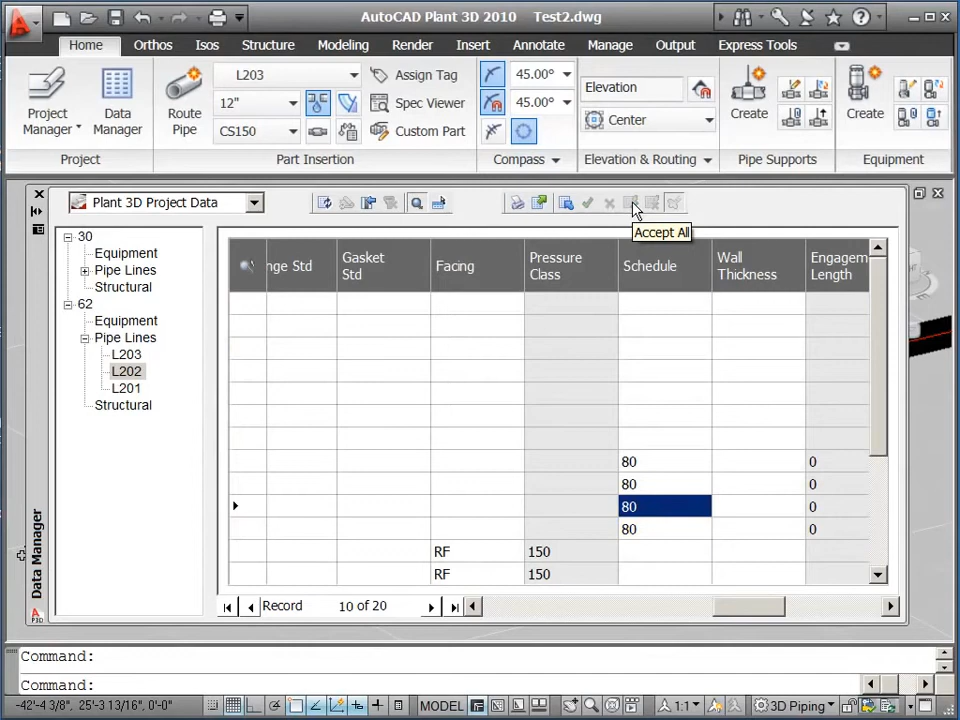 AutoCAD Plant 3D 2010 Test2.dwg
Home Orthos Isos Structure Modeling Render Insert Annotate Manage Output Express Tools
L203 Assign Tag 45.00° Elevation
12" Spec Viewer 45.00° Center
CS150 Custom Part
Project Manager Data Manager Route Pipe Create Create
Project Part Insertion Compass Elevation & Routing Pipe Supports Equipment
Plant 3D Project Data
Accept All
30
Equipment
Pipe Lines
Structural
62
Equipment
Pipe Lines
L203
L202
L201
Structural
nge Std Gasket Std Facing Pressure Class Schedule Wall Thickness Engagem Length
80 0
80 0
80 0
80 0
RF 150
RF 150
Record 10 of 20
Data Manager
Command:
Command:
-42'-4 3/8", 25'-3 13/16", 0'-0" MODEL 1:1 3D Piping